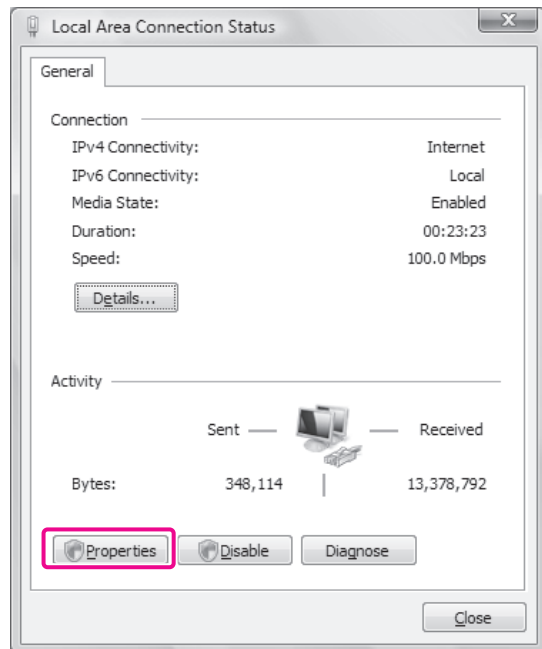 Local Area Connection Status
General
Connection
IPv4 Connectivity: Internet
IPv6 Connectivity: Local
Media State: Enabled
Duration: 00:23:23
Speed: 100.0 Mbps
Details...
Activity
Sent — — Received
Bytes: 348,114 | 13,378,792
Properties Disable Diagnose
Close